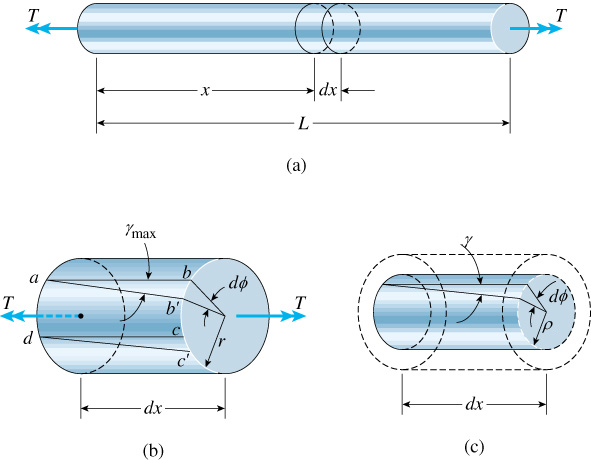 T T
x dx
L
(a)
γmax
a b dϕ
T b′ T
d c r
c′
dx
(b)
γ
dϕ
ρ
dx
(c)